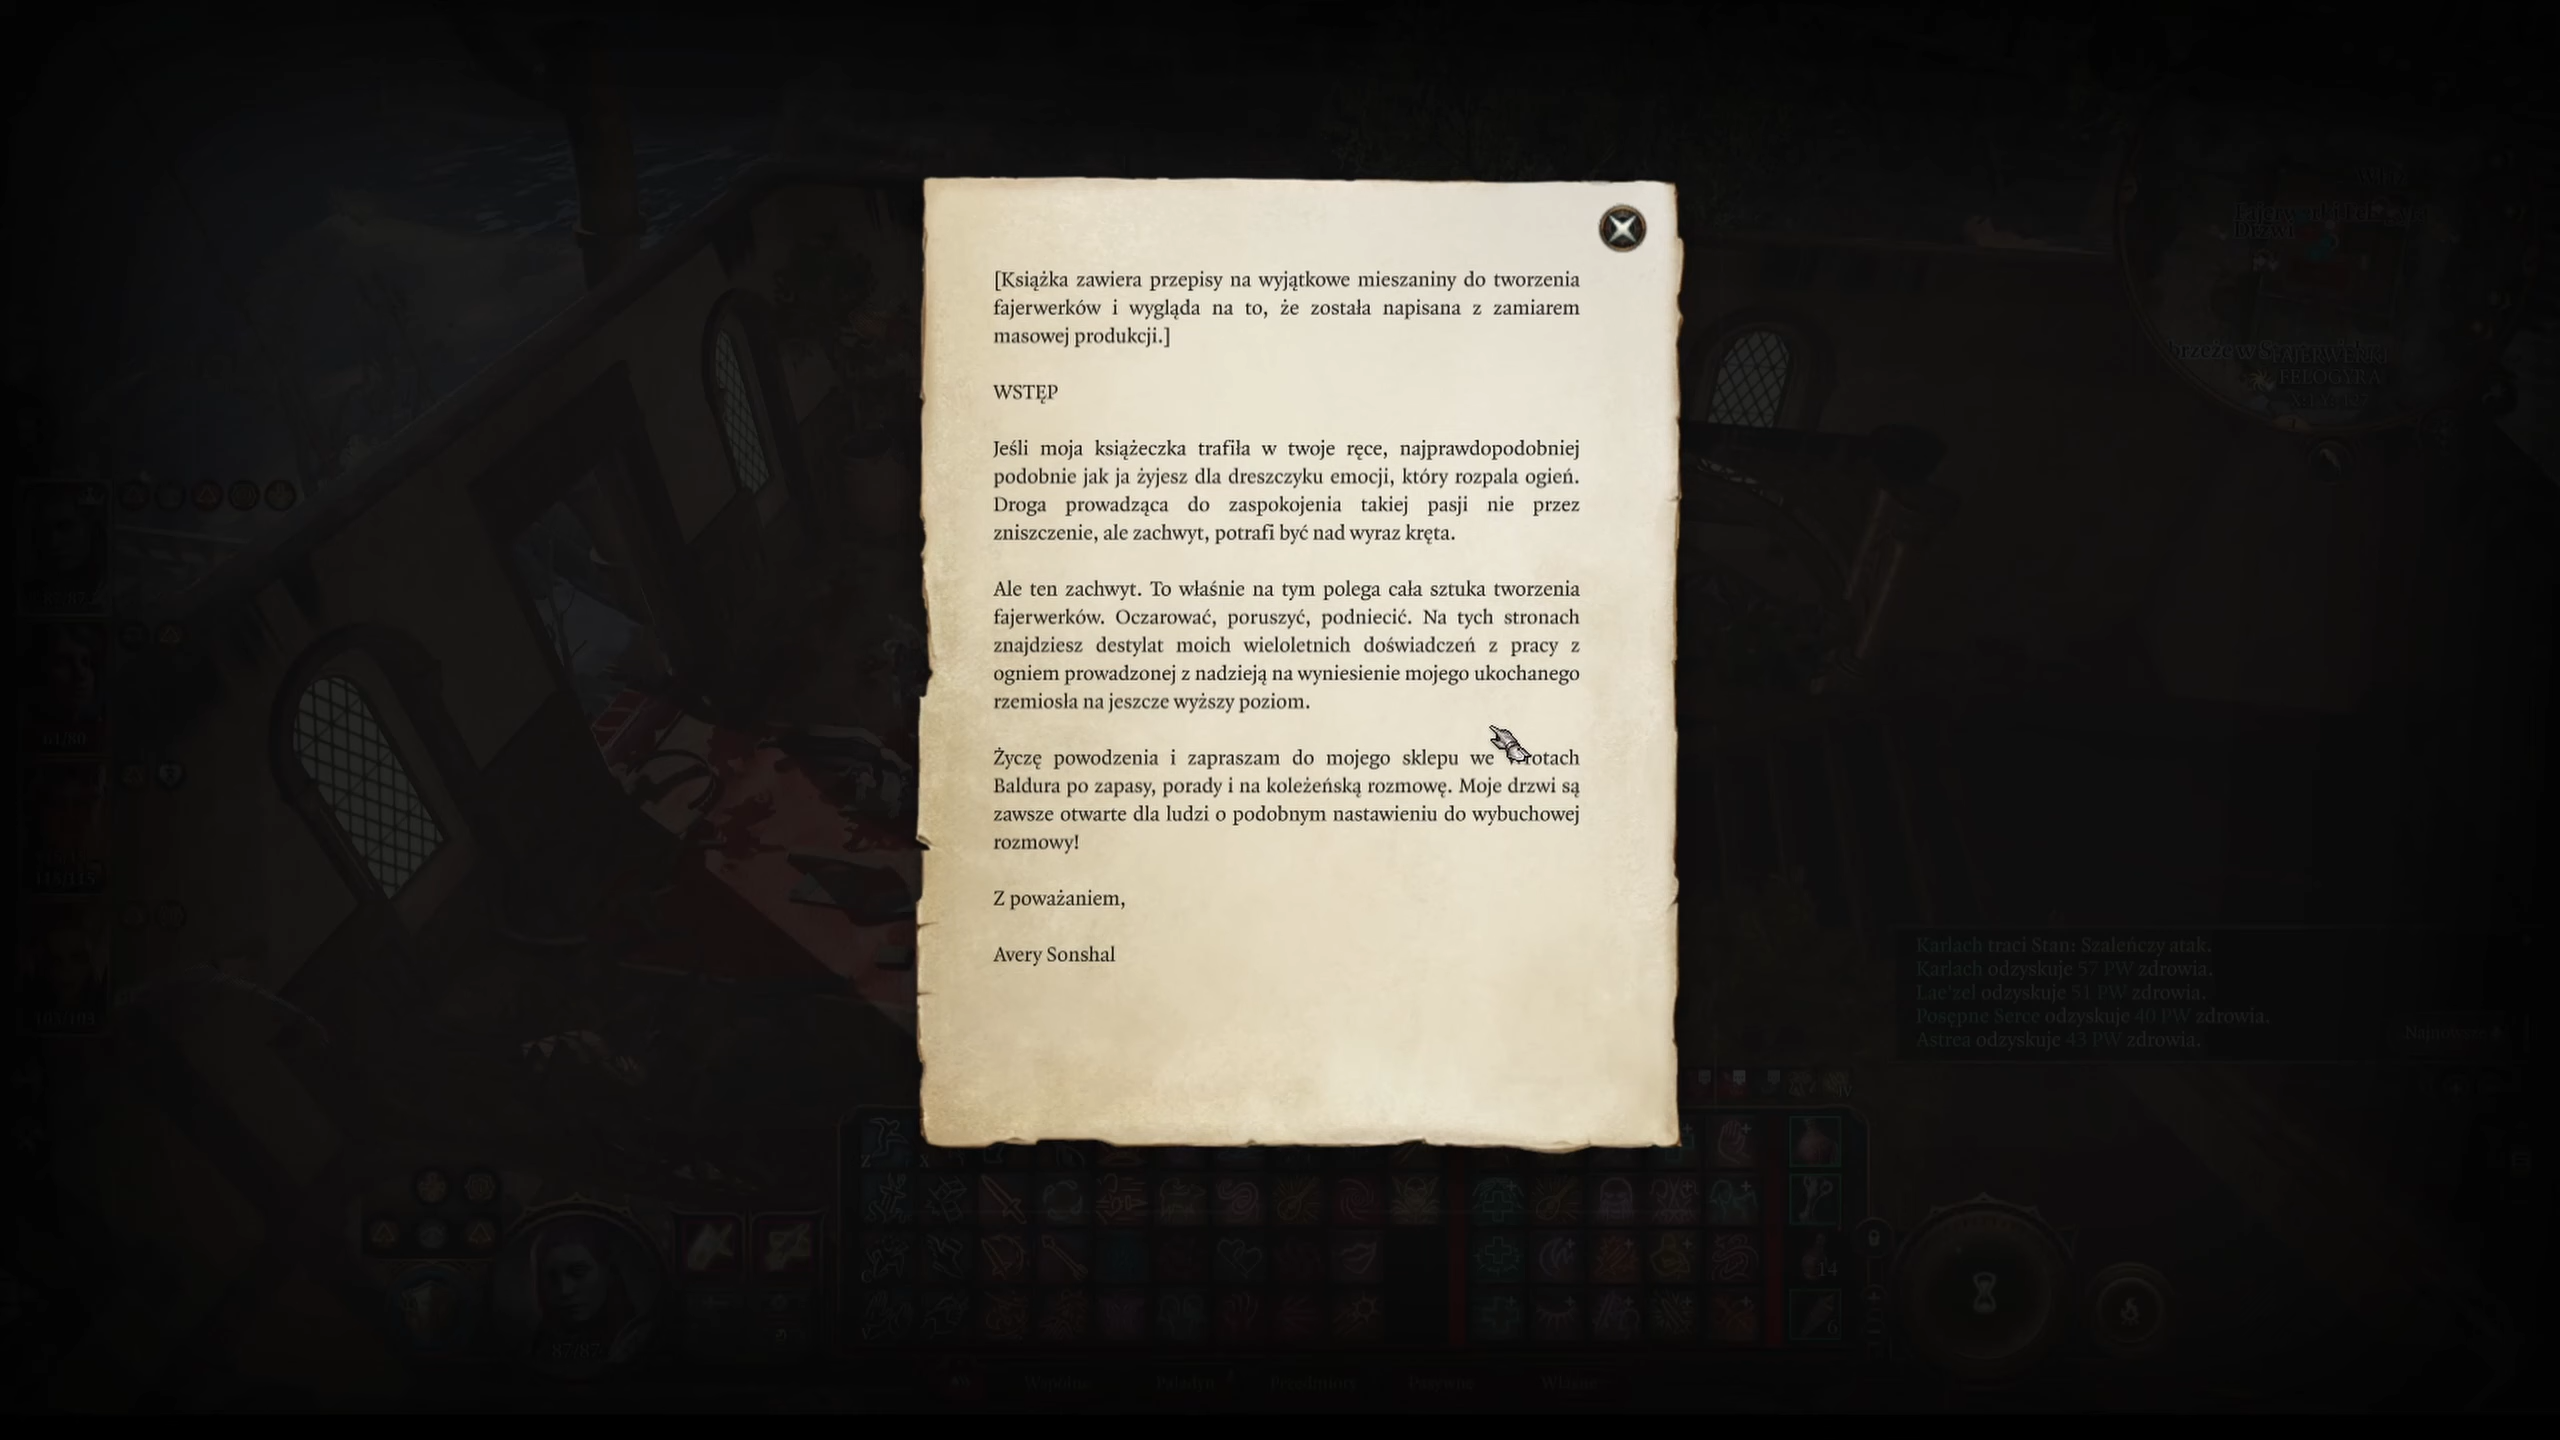 [Książka zawiera przepisy na wyjątkowe mieszaniny do tworzenia
fajerwerków i wygląda na to, że została napisana z zamiarem
masowej produkcji.]
WSTĘP
Jeśli moja książeczka trafiła w twoje ręce, najprawdopodobniej
podobnie jak ja żyjesz dla dreszczyku emocji, który rozpala ogień.
Droga prowadząca do zaspokojenia takiej pasji nie przez
zniszczenie, ale zachwyt, potrafi być nad wyraz kręta.
Ale ten zachwyt. To właśnie na tym polega cała sztuka tworzenia
fajerwerków. Oczarować, poruszyć, podniecić. Na tych stronach
znajdziesz destylat moich wieloletnich doświadczeń z pracy z
ogniem prowadzonej z nadzieją na wyniesienie mojego ukochanego
rzemiosła na jeszcze wyższy poziom.
Życzę powodzenia i zapraszam do mojego sklepu we Wrotach
Baldura po zapasy, porady i na koleżeńską rozmowę. Moje drzwi są
zawsze otwarte dla ludzi o podobnym nastawieniu do wybuchowej
rozmowy!
Z poważaniem,
Avery Sonshal
FAJERWERKI
FELOGYRA
Karlach traci Stan: Szaleńczy atak.
Karlach odzyskuje 57 PW zdrowia.
Lae'zel odzyskuje 51 PW zdrowia.
Posępne Serce odzyskuje 40 PW zdrowia.
Astrea odzyskuje 43 PW zdrowia.
14
6
87/87